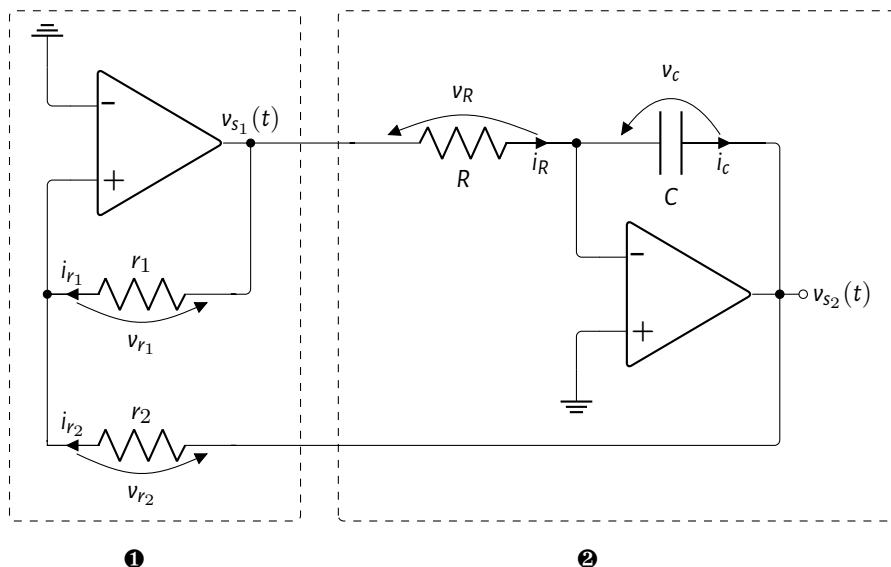 v_{s_1}(t)
v_R
v_c
i_R
i_c
R
C
i_{r_1}
r_1
v_{r_1}
v_{s_2}(t)
i_{r_2}
r_2
v_{r_2}
❶ ❷